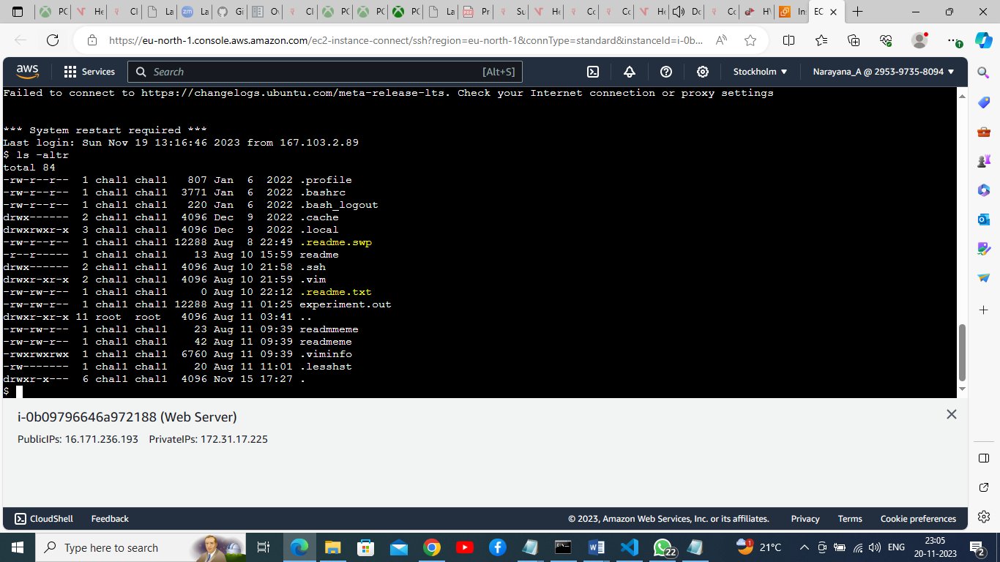 PC
He
Cl
La
La
Gi
Ov
Cl
PC
PC
PC
La
Pr
Su
He
Co
Co
He
Do
Co
HV
In
EC
https://eu-north-1.console.aws.amazon.com/ec2-instance-connect/ssh?region=eu-north-1&connType=standard&instanceId=i-0b0...
aws Services Search [Alt+S] Stockholm Narayana_A @ 2953-9735-8094
Failed to connect to https://changelogs.ubuntu.com/meta-release-lts. Check your Internet connection or proxy settings
*** System restart required ***
Last login: Sun Nov 19 13:16:46 2023 from 167.103.2.89
$ ls -altr
total 84
-rw-r--r--  1 chal1 chal1   807 Jan  6  2022 .profile
-rw-r--r--  1 chal1 chal1  3771 Jan  6  2022 .bashrc
-rw-r--r--  1 chal1 chal1   220 Jan  6  2022 .bash_logout
drwx------  2 chal1 chal1  4096 Dec  9  2022 .cache
drwxrwxr-x  3 chal1 chal1  4096 Dec  9  2022 .local
-rw-r--r--  1 chal1 chal1 12288 Aug  8 22:49 .readme.swp
-r--r-----  1 chal1 chal1    13 Aug 10 15:59 readme
drwx------  2 chal1 chal1  4096 Aug 10 21:58 .ssh
drwxr-xr-x  2 chal1 chal1  4096 Aug 10 21:59 .vim
-rw-rw-r--  1 chal1 chal1     0 Aug 10 22:12 .readme.txt
-rw-rw-r--  1 chal1 chal1 12288 Aug 11 01:25 experiment.out
drwxr-xr-x 11 root  root   4096 Aug 11 03:41 ..
-rw-rw-r--  1 chal1 chal1    23 Aug 11 09:39 readmmeme
-rw-rw-r--  1 chal1 chal1    42 Aug 11 09:39 readmeme
-rwxrwxrwx  1 chal1 chal1  6760 Aug 11 09:39 .viminfo
-rw-------  1 chal1 chal1    20 Aug 11 11:01 .lesshst
drwxr-x---  6 chal1 chal1  4096 Nov 15 17:27 .
$
i-0b09796646a972188 (Web Server)
PublicIPs: 16.171.236.193 PrivateIPs: 172.31.17.225
CloudShell Feedback © 2023, Amazon Web Services, Inc. or its affiliates. Privacy Terms Cookie preferences
Type here to search 22 1 21°C ENG 23:05 2
20-11-2023